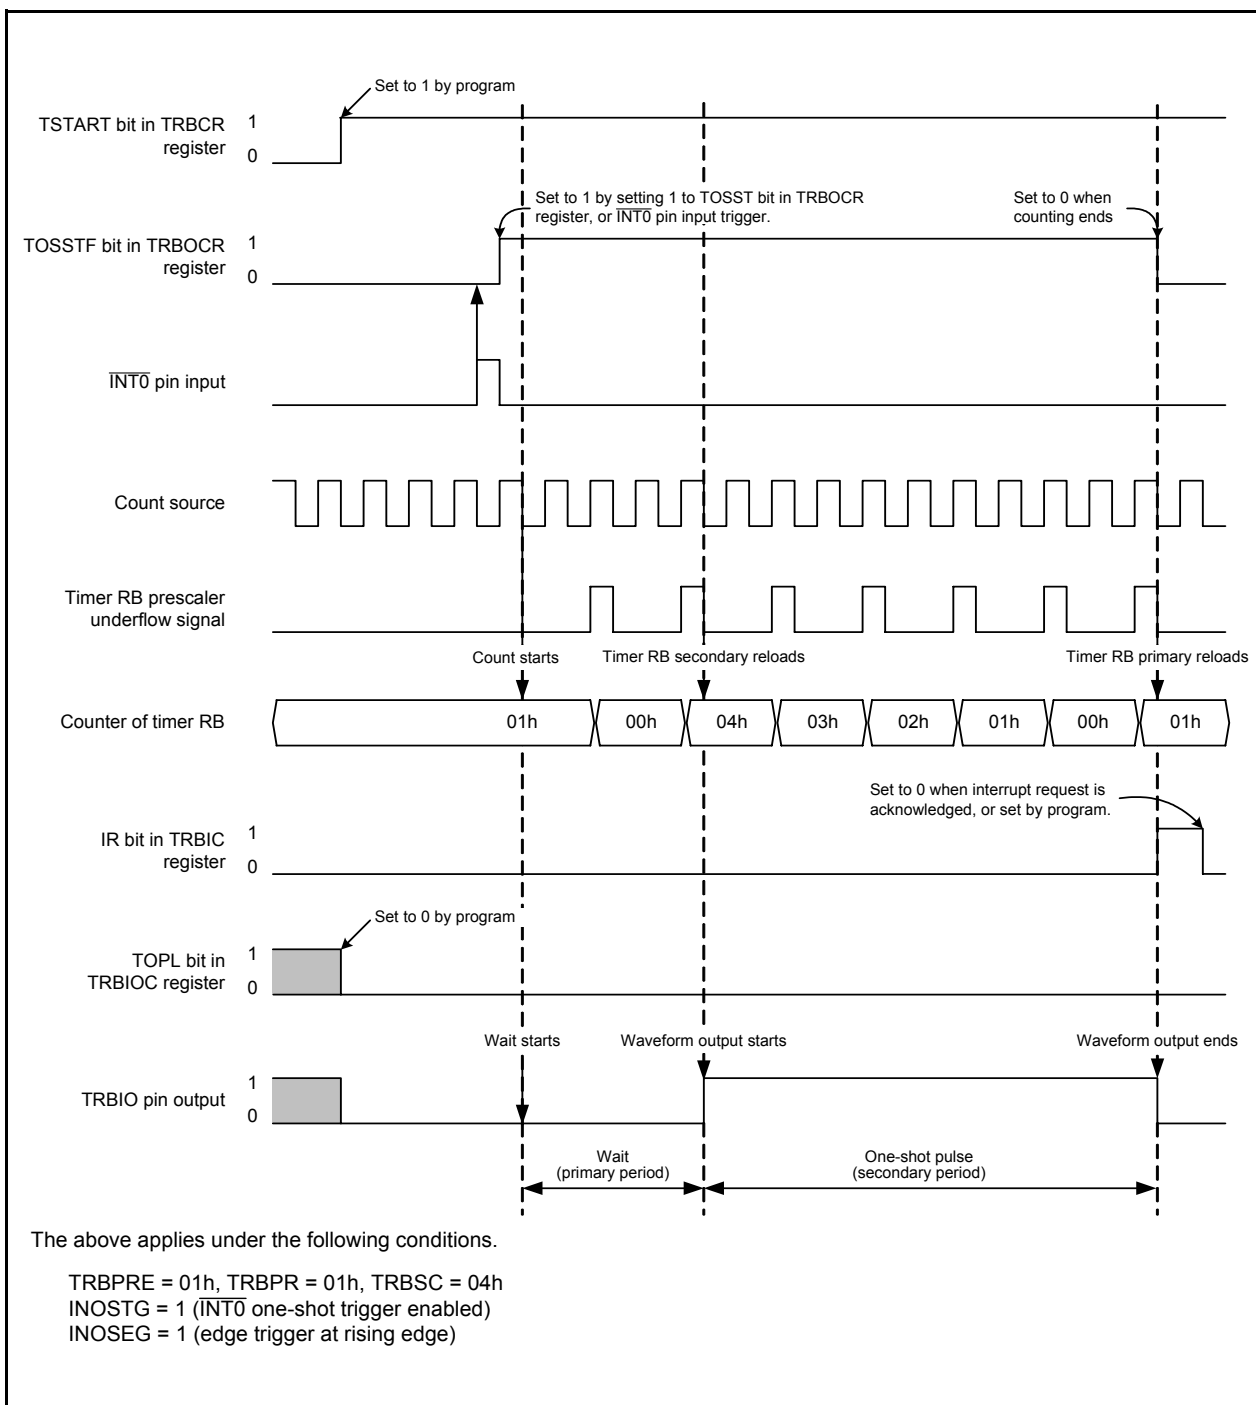 Set to 1 by program
TSTART bit in TRBCR
register
1
0
Set to 1 by setting 1 to TOSST bit in TRBOCR
register, or INT0 pin input trigger.
Set to 0 when
counting ends
TOSSTF bit in TRBOCR
register
1
0
INT0 pin input
Count source
Timer RB prescaler
underflow signal
Count starts
Timer RB secondary reloads
Timer RB primary reloads
Counter of timer RB
01h
00h
04h
03h
02h
01h
00h
01h
Set to 0 when interrupt request is
acknowledged, or set by program.
IR bit in TRBIC
register
1
0
Set to 0 by program
TOPL bit in
TRBIOC register
1
0
Wait starts
Waveform output starts
Waveform output ends
TRBIO pin output
1
0
Wait
(primary period)
One-shot pulse
(secondary period)
The above applies under the following conditions.
TRBPRE = 01h, TRBPR = 01h, TRBSC = 04h
INOSTG = 1 (INT0 one-shot trigger enabled)
INOSEG = 1 (edge trigger at rising edge)